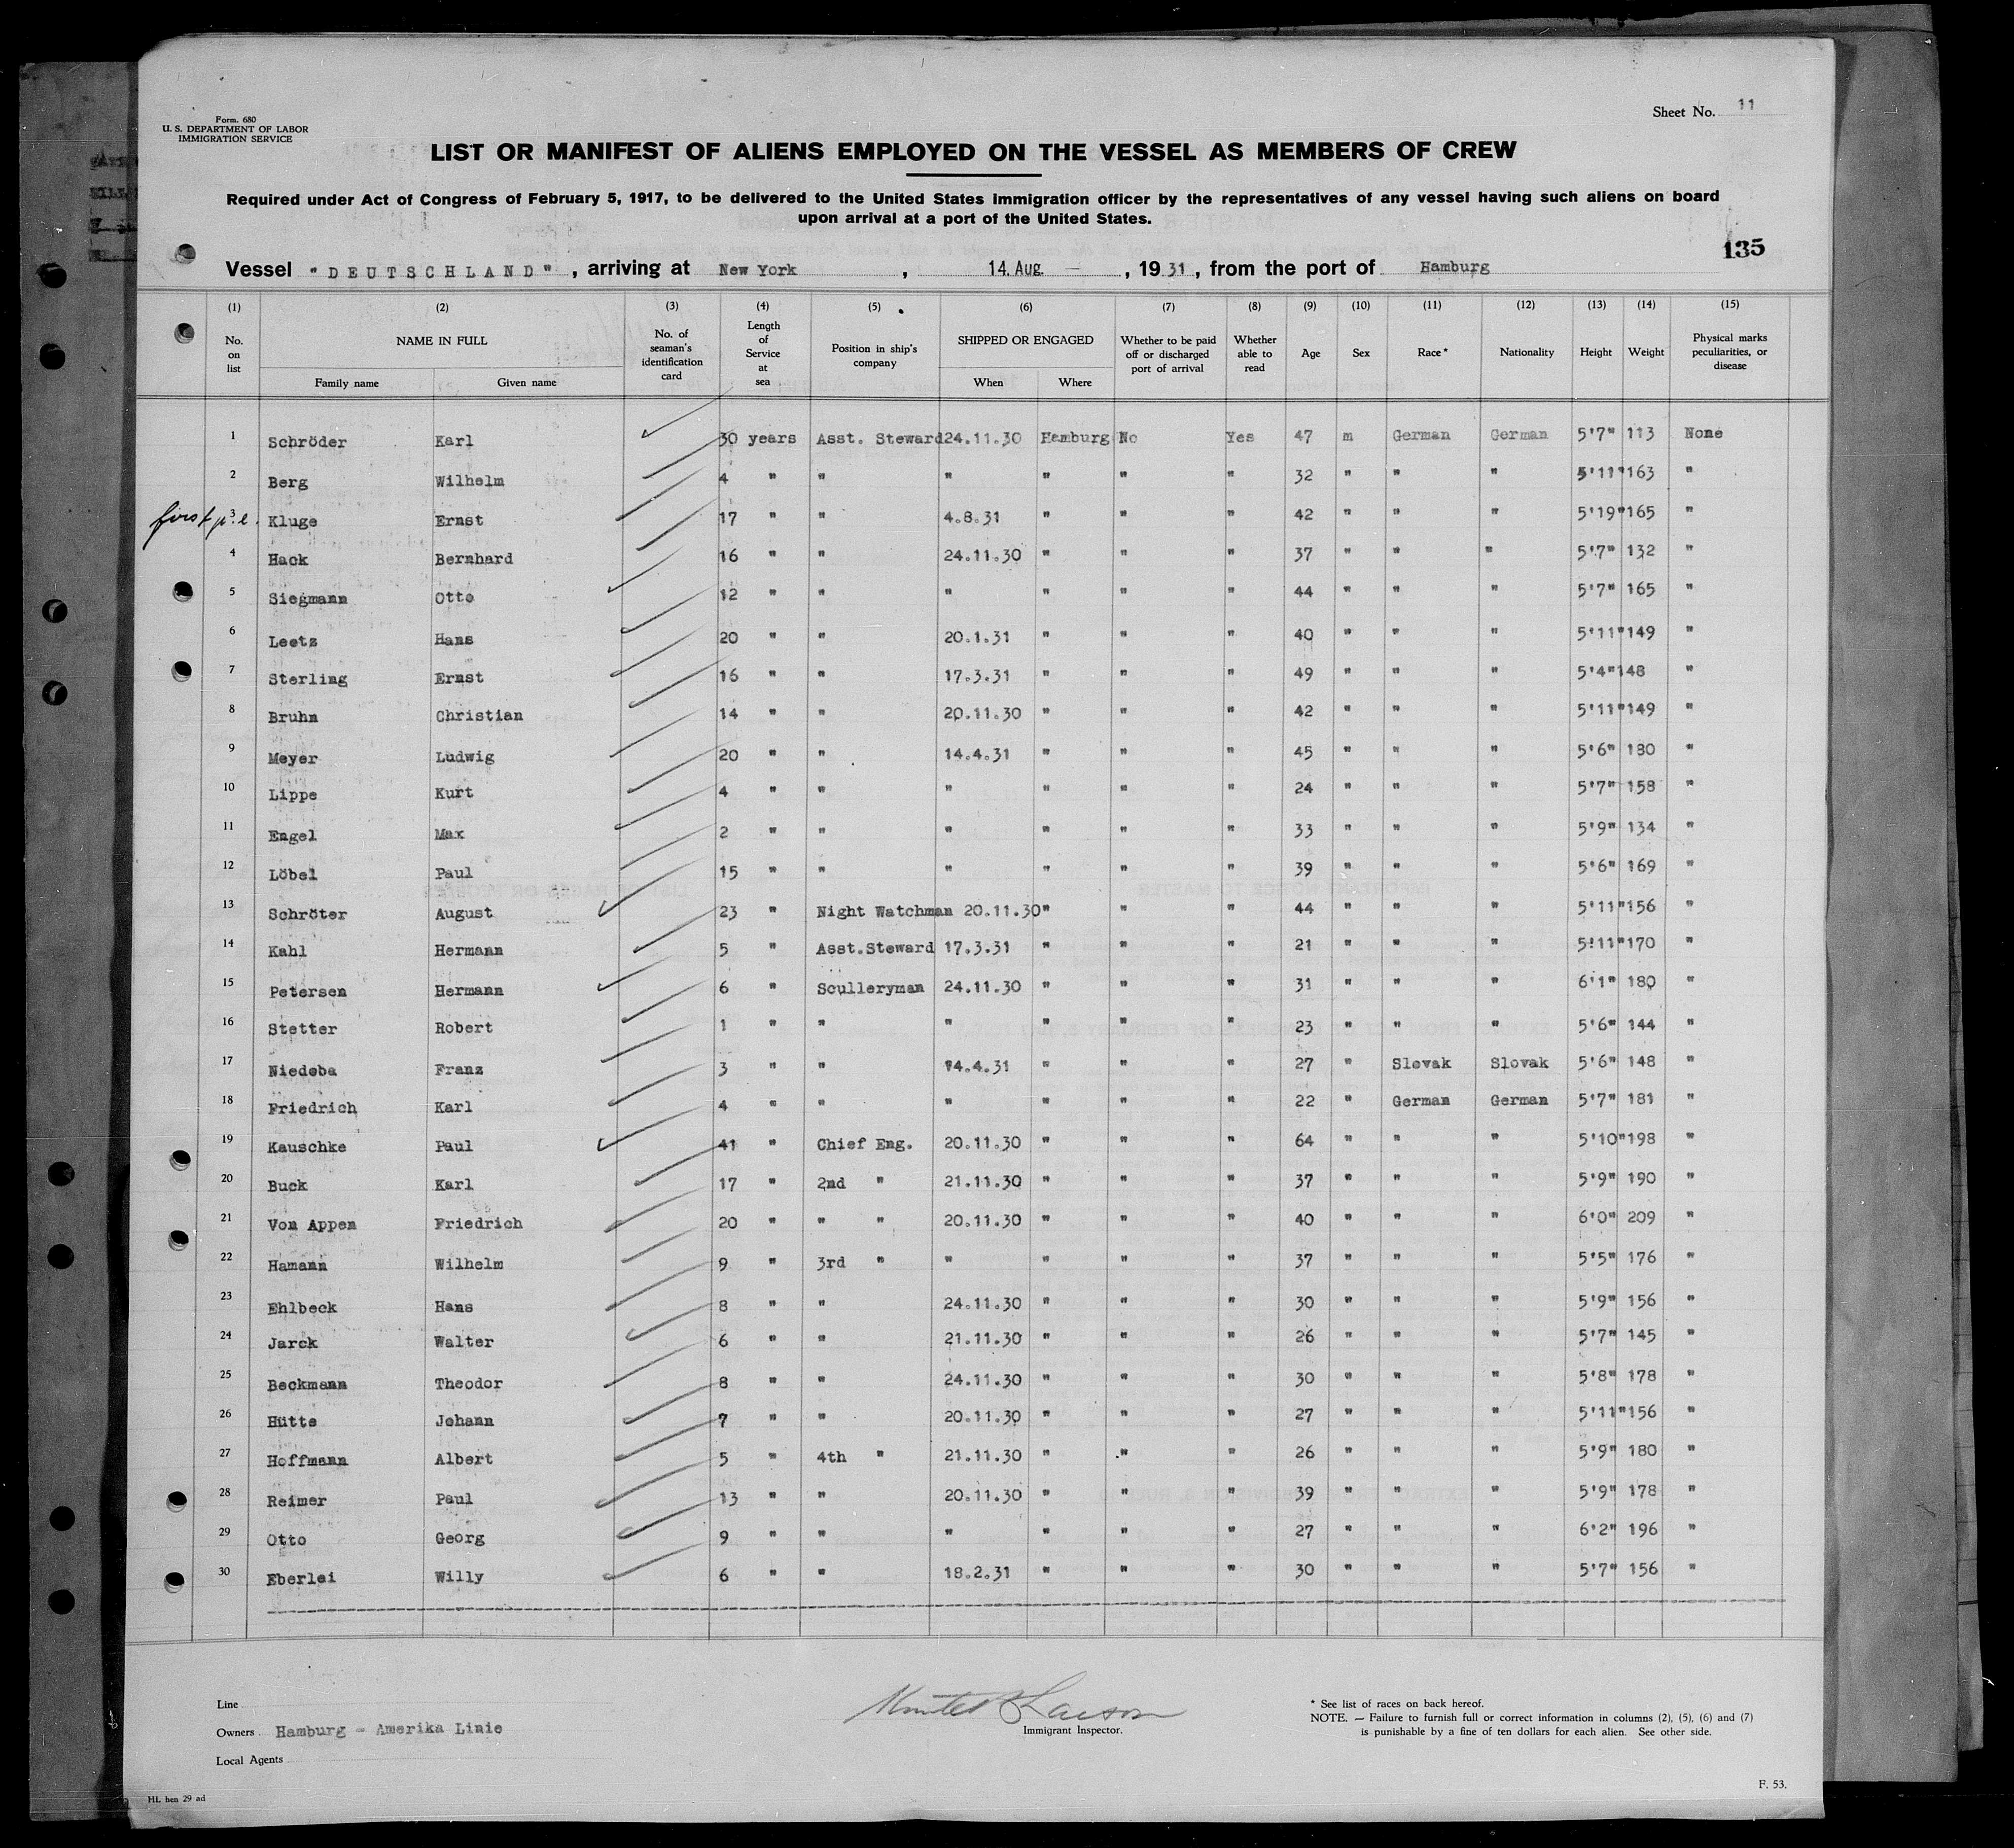 Form. 680
U. S. DEPARTMENT OF LABOR
IMMIGRATION SERVICE
Sheet No. 11
LIST OR MANIFEST OF ALIENS EMPLOYED ON THE VESSEL AS MEMBERS OF CREW
Required under Act of Congress of February 5, 1917, to be delivered to the United States immigration officer by the representatives of any vessel having such aliens on board
upon arrival at a port of the United States.
135
Vessel "DEUTSCHLAND", arriving at New York, 14. Aug. — , 1931, from the port of Hamburg
(1) (2) (3) (4) (5) (6) (7) (8) (9) (10) (11) (12) (13) (14) (15)
No. on list NAME IN FULL Family name Given name No. of seaman's identification card Length of Service at sea Position in ship's company SHIPPED OR ENGAGED When Where Whether to be paid off or discharged port of arrival Whether able to read Age Sex Race* Nationality Height Weight Physical marks peculiarities, or disease
1 Schröder Karl 30 years Asst. Steward 24.11.30 Hamburg No Yes 47 m German German 5'7" 113 None
2 Berg Wilhelm 4 " " " " " " 32 " " " 5'11" 163 "
first 3 Kluge Ernst 17 " " 4.8.31 " " " 42 " " " 5'19" 165 "
4 Hack Bernhard 16 " " 24.11.30 " " " 37 " " " 5'7" 132 "
5 Siegmann Otto 12 " " " " " " 44 " " " 5'7" 165 "
6 Leetz Hans 20 " " 20.1.31 " " " 40 " " " 5'11" 149 "
7 Sterling Ernst 16 " " 17.3.31 " " " 49 " " " 5'4" 148 "
8 Bruhn Christian 14 " " 20.11.30 " " " 42 " " " 5'11" 149 "
9 Meyer Ludwig 20 " " 14.4.31 " " " 45 " " " 5'6" 180 "
10 Lippe Kurt 4 " " " " " " 24 " " " 5'7" 158 "
11 Engel Max 2 " " " " " " 33 " " " 5'9" 134 "
12 Löbel Paul 15 " " " " " " 39 " " " 5'6" 169 "
13 Schröter August 23 " Night Watchman 20.11.30 " " " 44 " " " 5'11" 156 "
14 Kahl Hermann 5 " Asst.Steward 17.3.31 " " " 21 " " " 5'11" 170 "
15 Petersen Hermann 6 " Sculleryman 24.11.30 " " " 31 " " " 6'1" 180 "
16 Stetter Robert 1 " " " " " " 23 " " " 5'6" 144 "
17 Niedoba Franz 3 " " 14.4.31 " " " 27 " Slovak Slovak 5'6" 148 "
18 Friedrich Karl 4 " " " " " " 22 " German German 5'7" 181 "
19 Kauschke Paul 41 " Chief Eng. 20.11.30 " " " 64 " " " 5'10" 198 "
20 Buck Karl 17 " 2nd " 21.11.30 " " " 37 " " " 5'9" 190 "
21 Von Appen Friedrich 20 " " " 20.11.30 " " " 40 " " " 6'0" 209 "
22 Hamann Wilhelm 9 " 3rd " " " " " 37 " " " 5'5" 176 "
23 Ehlbeck Hans 8 " " 24.11.30 " " " 30 " " " 5'9" 156 "
24 Jarck Walter 6 " " 21.11.30 " " " 26 " " " 5'7" 145 "
25 Beckmann Theodor 8 " " 24.11.30 " " " 30 " " " 5'8" 178 "
26 Hütte Johann 7 " " 20.11.30 " " " 27 " " " 5'11" 156 "
27 Hoffmann Albert 5 " 4th " 21.11.30 " " " 26 " " " 5'9" 180 "
28 Reimer Paul 13 " " 20.11.30 " " " 39 " " " 5'9" 178 "
29 Otto Georg 9 " " " " " " 27 " " " 6'2" 196 "
30 Eberlei Willy 6 " " 18.2.31 " " " 30 " " " 5'7" 156 "
Line
Owners Hamburg - Amerika Linie
Local Agents
Immigrant Inspector.
* See list of races on back hereof.
NOTE. — Failure to furnish full or correct information in columns (2), (5), (6) and (7)
is punishable by a fine of ten dollars for each alien. See other side.
HL hen 29 ad
F. 53.